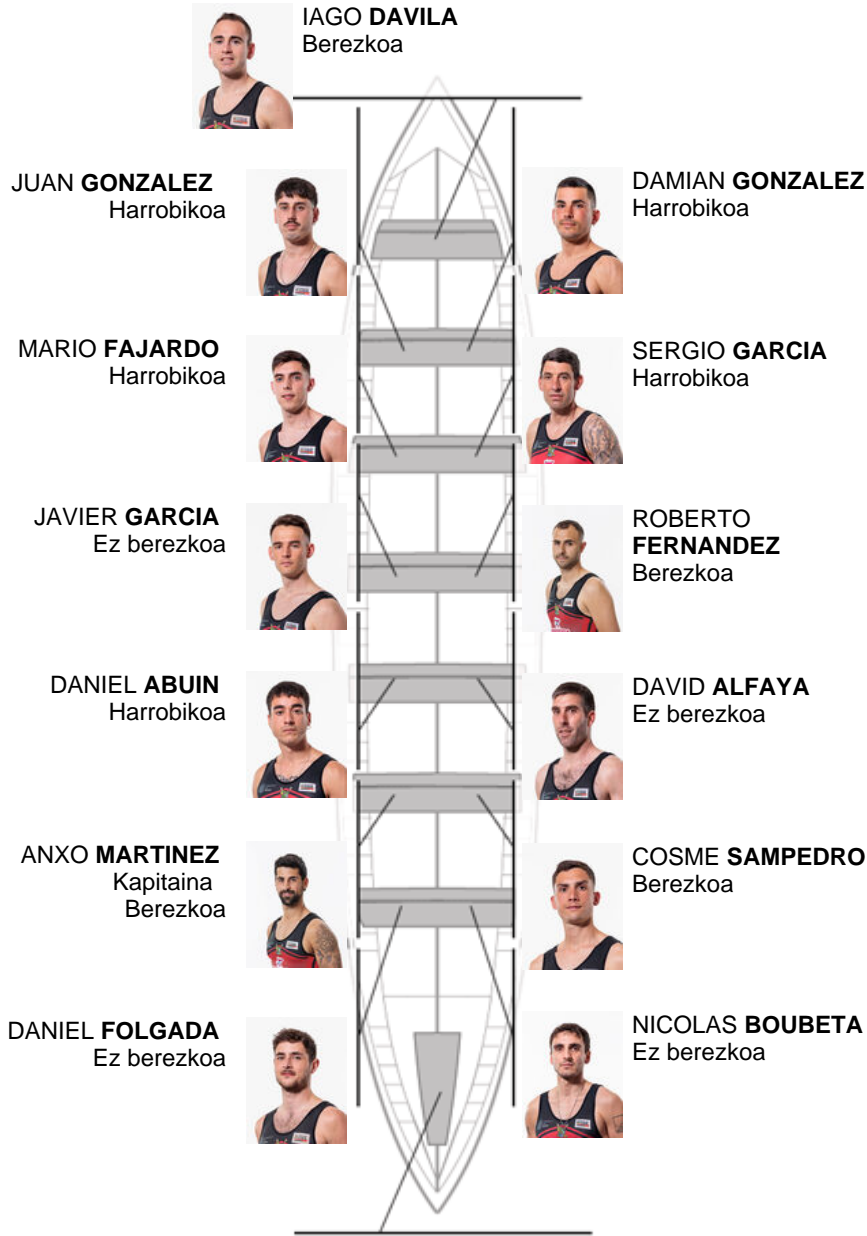 IAGO DAVILA
Berezkoa
JUAN GONZALEZ
Harrobikoa
DAMIAN GONZALEZ
Harrobikoa
MARIO FAJARDO
Harrobikoa
SERGIO GARCIA
Harrobikoa
JAVIER GARCIA
Ez berezkoa
ROBERTO
FERNANDEZ
Berezkoa
DANIEL ABUIN
Harrobikoa
DAVID ALFAYA
Ez berezkoa
ANXO MARTINEZ
Kapitaina
Berezkoa
COSME SAMPEDRO
Berezkoa
DANIEL FOLGADA
Ez berezkoa
NICOLAS BOUBETA
Ez berezkoa